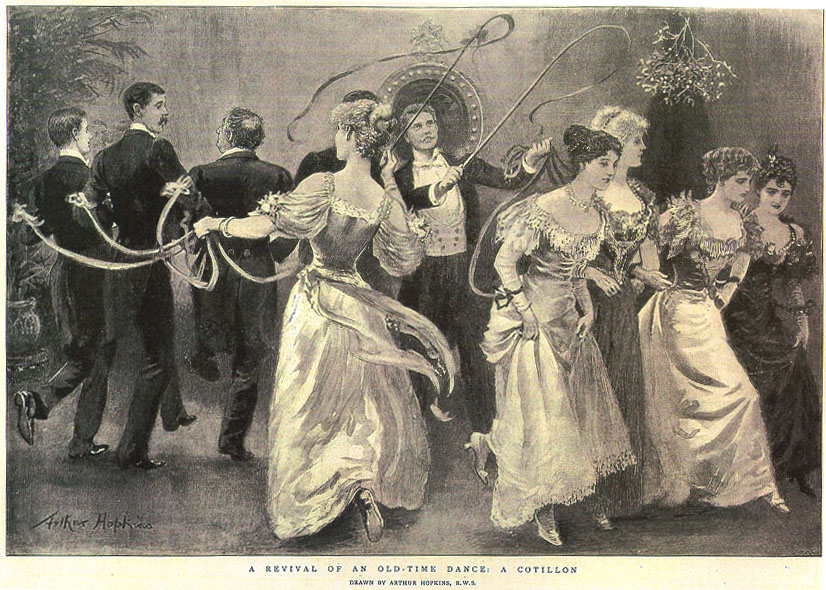 Arthur Hopkins
A REVIVAL OF AN OLD-TIME DANCE: A COTILLON
DRAWN BY ARTHUR HOPKINS, R.W.S.